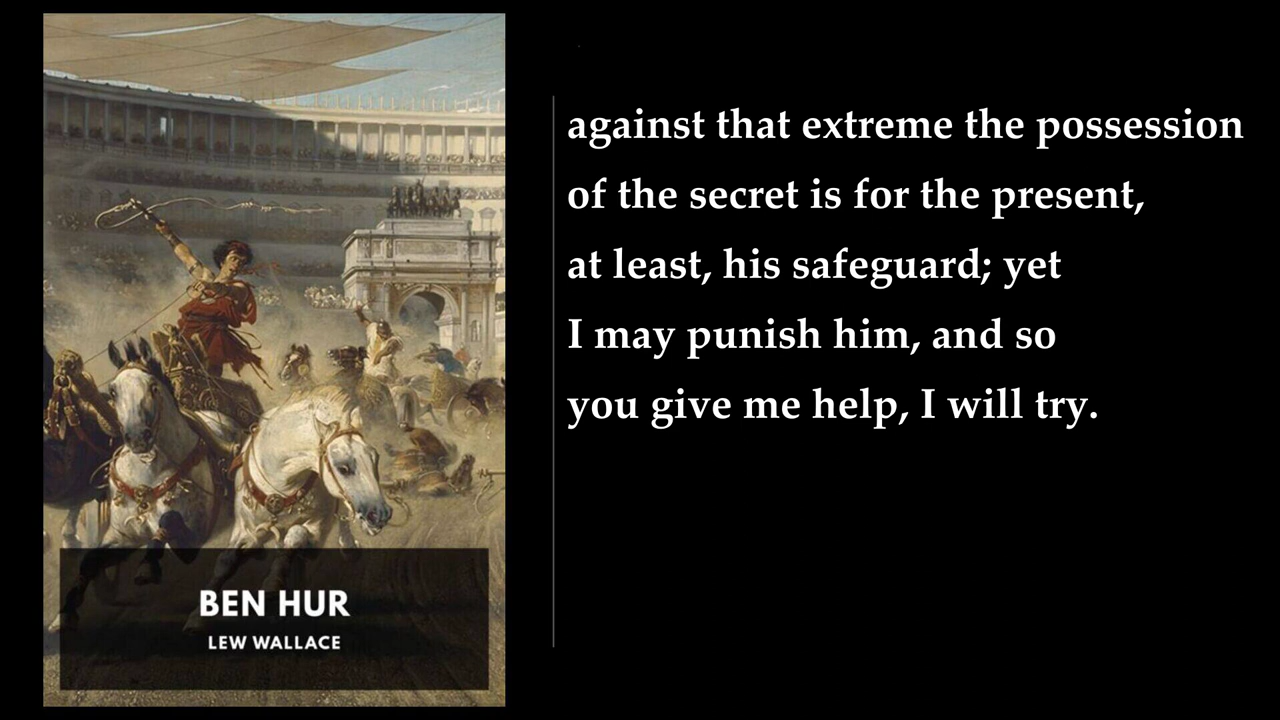 against that extreme the possession
of the secret is for the present,
at least, his safeguard; yet
I may punish him, and so
you give me help, I will try.
BEN HUR
LEW WALLACE